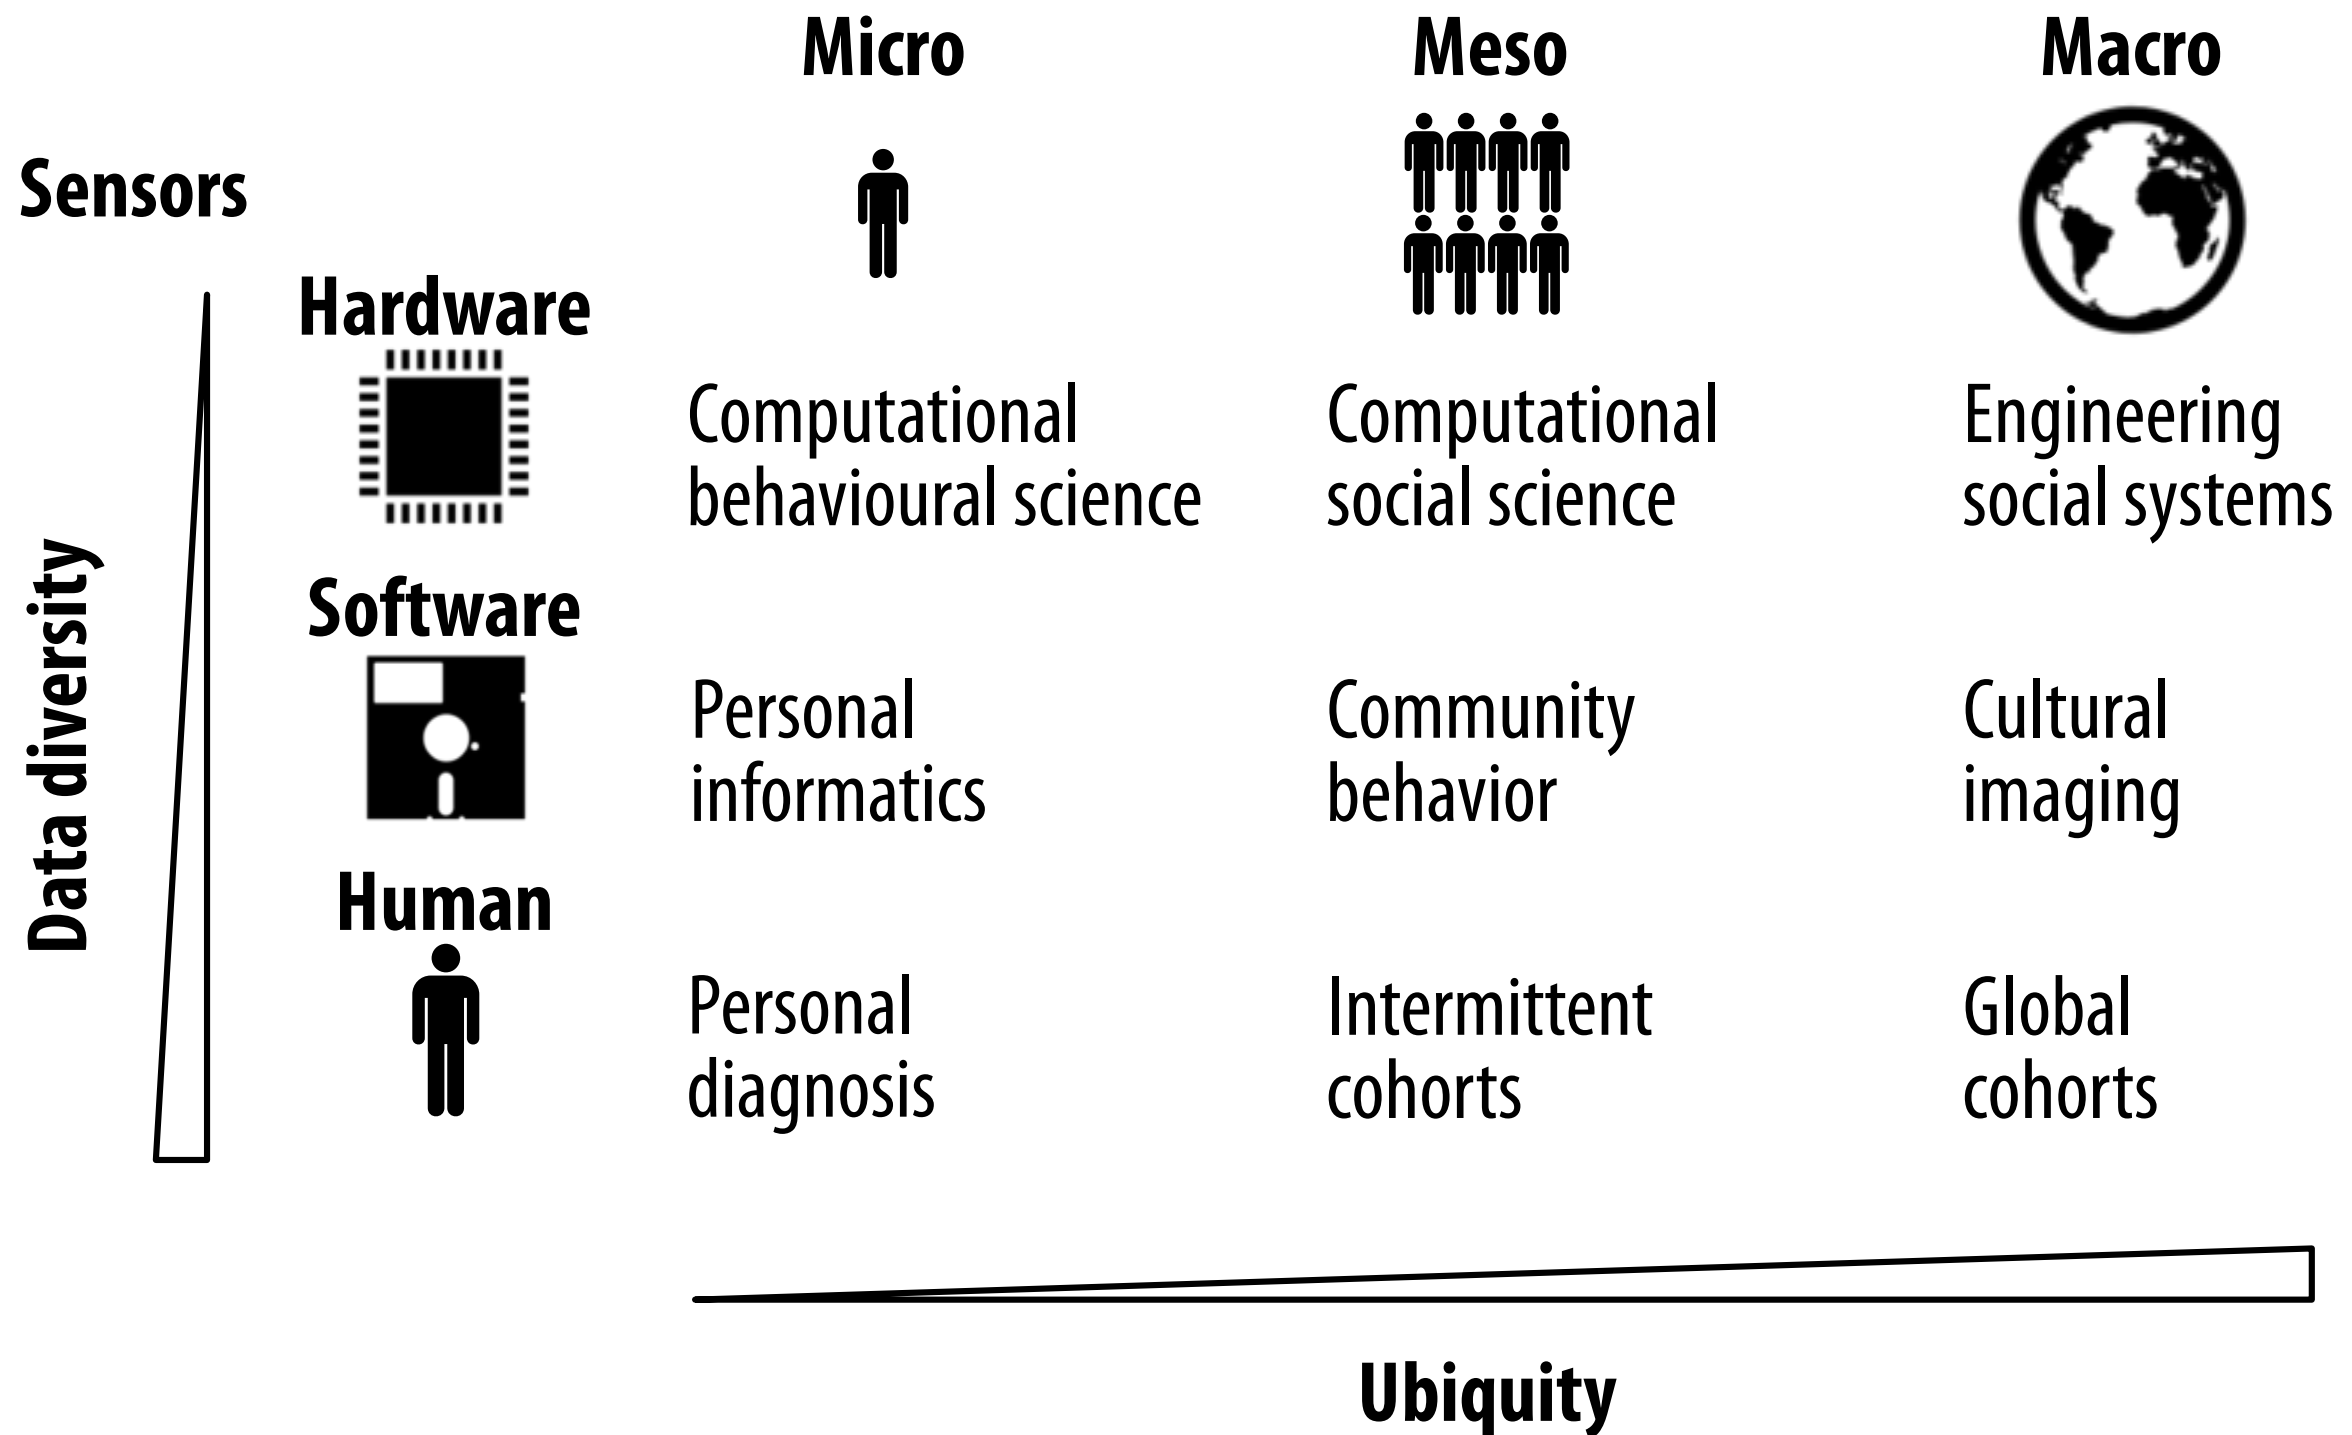 Micro
Meso
Macro
Sensors
Hardware
Computational
behavioural science
Computational
social science
Engineering
social systems
Software
Personal
informatics
Community
behavior
Cultural
imaging
Human
Personal
diagnosis
Intermittent
cohorts
Global
cohorts
Data diversity
Ubiquity